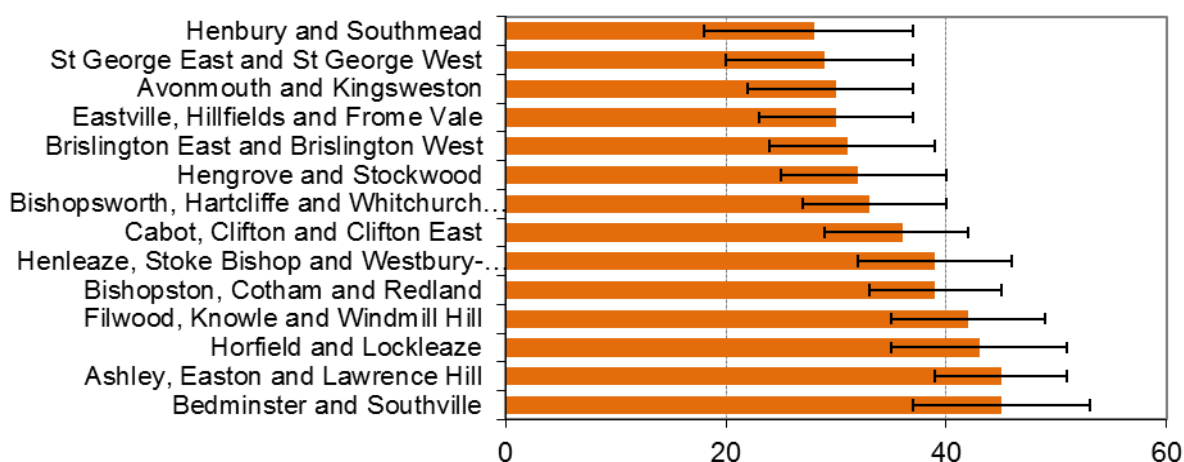 Henbury and Southmead
St George East and St George West
Avonmouth and Kingsweston
Eastville, Hillfields and Frome Vale
Brislington East and Brislington West
Hengrove and Stockwood
Bishopsworth, Hartcliffe and Whitchurch…
Cabot, Clifton and Clifton East
Henleaze, Stoke Bishop and Westbury-…
Bishopston, Cotham and Redland
Filwood, Knowle and Windmill Hill
Horfield and Lockleaze
Ashley, Easton and Lawrence Hill
Bedminster and Southville
0 20 40 60